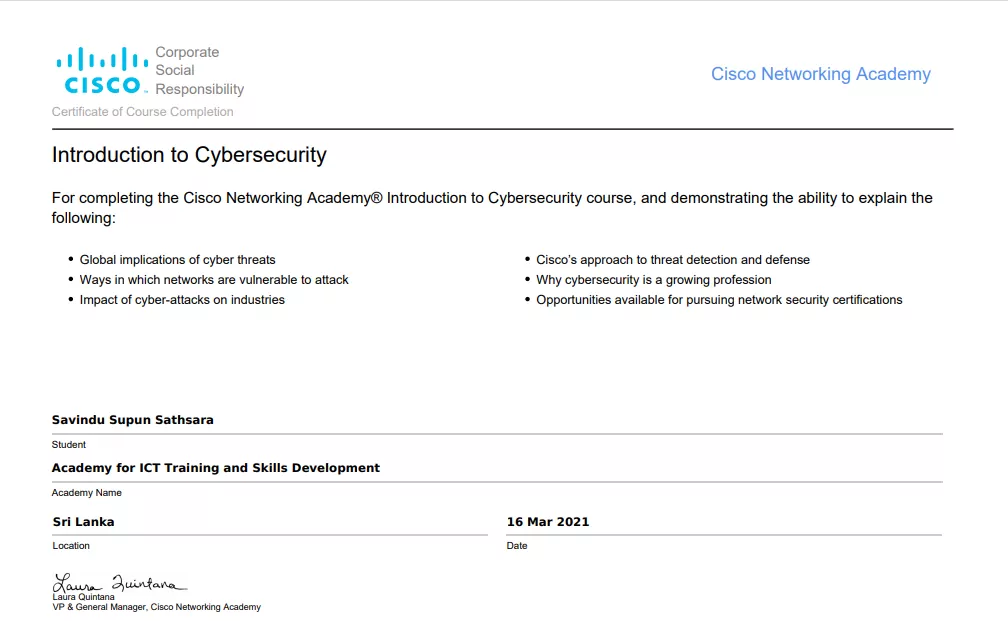 Corporate
Social
CISCO™ Responsibility
Cisco Networking Academy
Certificate of Course Completion
Introduction to Cybersecurity
For completing the Cisco Networking Academy® Introduction to Cybersecurity course, and demonstrating the ability to explain the
following:
• Global implications of cyber threats
• Ways in which networks are vulnerable to attack
• Impact of cyber-attacks on industries
• Cisco’s approach to threat detection and defense
• Why cybersecurity is a growing profession
• Opportunities available for pursuing network security certifications
Savindu Supun Sathsara
Student
Academy for ICT Training and Skills Development
Academy Name
Sri Lanka
Location
16 Mar 2021
Date
Laura Quintana
Laura Quintana
VP & General Manager, Cisco Networking Academy